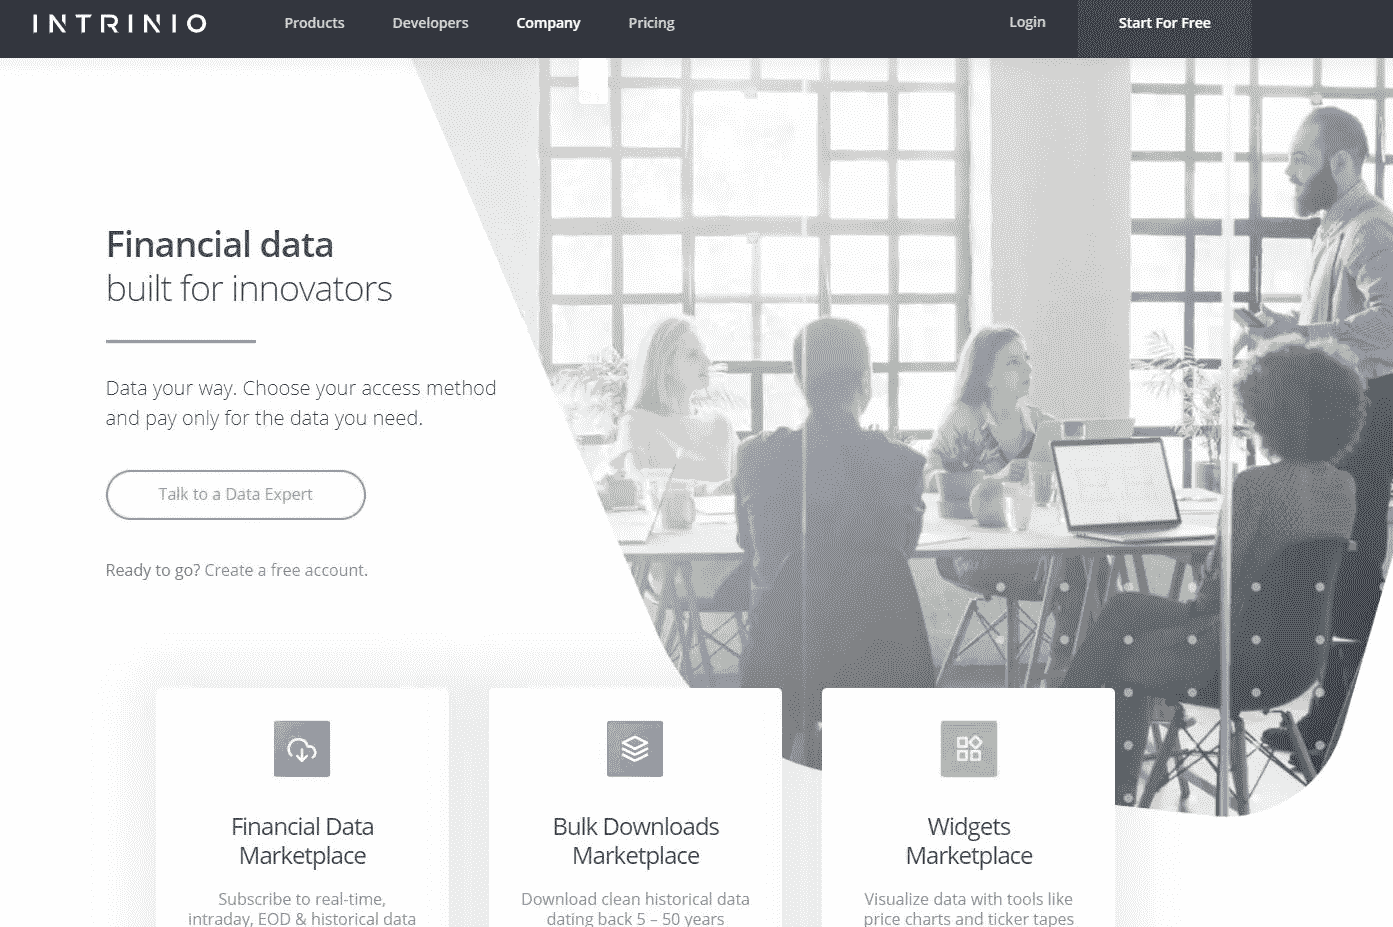 INTRINIO
Products Developers Company Pricing
Login Start For Free
Financial data
built for innovators
Data your way. Choose your access method
and pay only for the data you need.
Talk to a Data Expert
Ready to go? Create a free account.
Financial Data
Marketplace
Subscribe to real-time,
intraday, EOD & historical data
Bulk Downloads
Marketplace
Download clean historical data
dating back 5 – 50 years
Widgets
Marketplace
Visualize data with tools like
price charts and ticker tapes